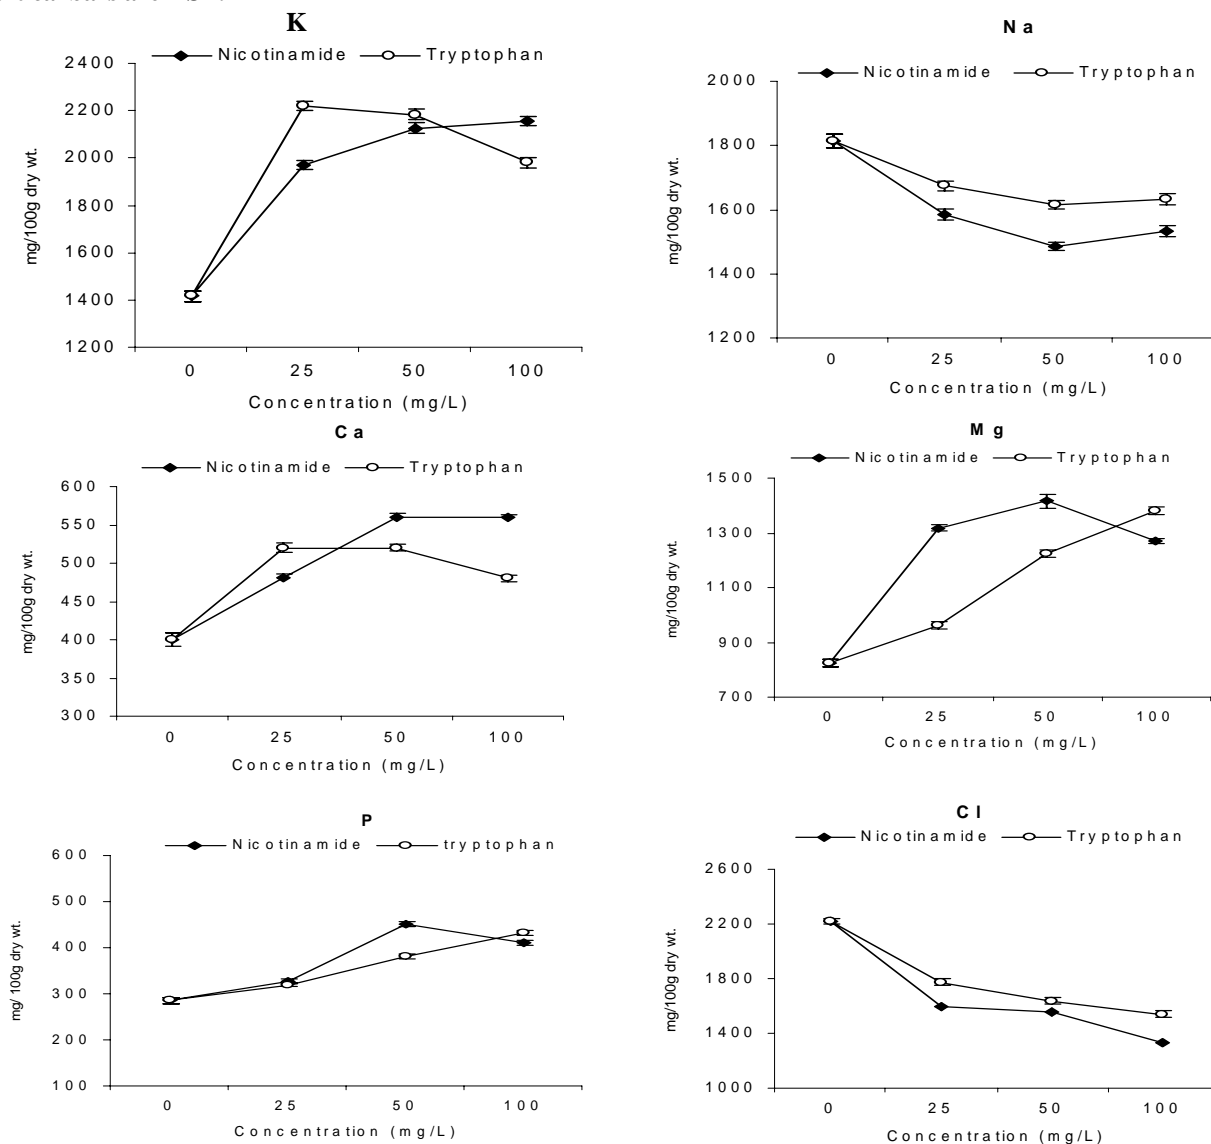 K
Nicotinamide Tryptophan
2400
2200
2000
1800
1600
1400
1200
mg/100g dry wt.
0 25 50 100
Concentration (mg/L)
Na
Nicotinamide Tryptophan
2000
1800
1600
1400
1200
mg/100g dry wt.
0 25 50 100
Concentration (mg/L)
Ca
Nicotinamide Tryptophan
600
550
500
450
400
350
300
mg/100g dry wt.
0 25 50 100
Concentration (mg/L)
Mg
Nicotinamide Tryptophan
1500
1300
1100
900
700
mg/100g dry wt.
0 25 50 100
Concentration (mg/L)
P
Nicotinamide tryptophan
600
500
400
300
200
100
mg/ 100g dry wt.
0 25 50 100
Concentration (mg/L)
Cl
Nicotinamide Tryptophan
2600
2200
1800
1400
1000
mg/100g dry wt.
0 25 50 100
Concentration (mg/L)